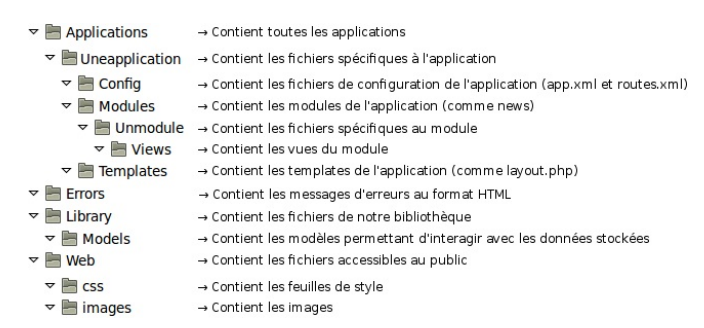 Applications → Contient toutes les applications
Uneapplication → Contient les fichiers spécifiques à l'application
Config → Contient les fichiers de configuration de l'application (app.xml et routes.xml)
Modules → Contient les modules de l'application (comme news)
Unmodule → Contient les fichiers spécifiques au module
Views → Contient les vues du module
Templates → Contient les templates de l'application (comme layout.php)
Errors → Contient les messages d'erreurs au format HTML
Library → Contient les fichiers de notre bibliothèque
Models → Contient les modèles permettant d'interagir avec les données stockées
Web → Contient les fichiers accessibles au public
css → Contient les feuilles de style
images → Contient les images